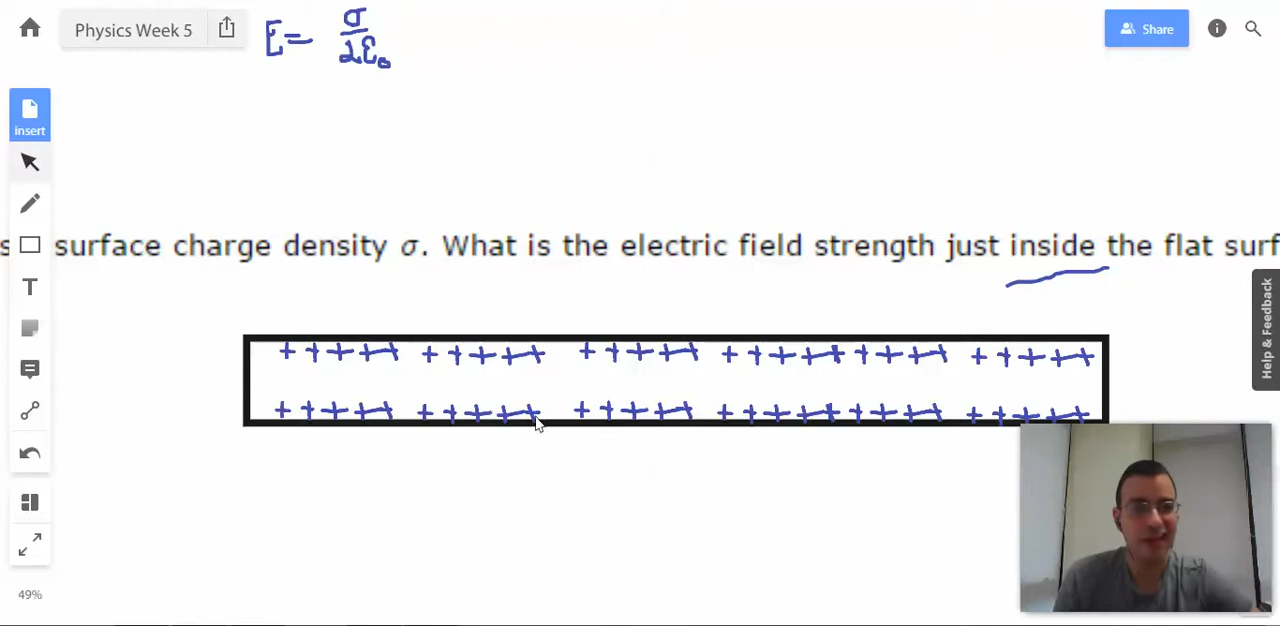 Physics Week 5
E = σ/2ε₀
Share
insert
surface charge density σ. What is the electric field strength just inside the flat surf
T
+ + + + + + + + + + + + + + + + + + + + + + + + + + + + +
+ + + + + + + + + + + + + + + + + + + + + + + + + + + + +
Help & Feedback
49%